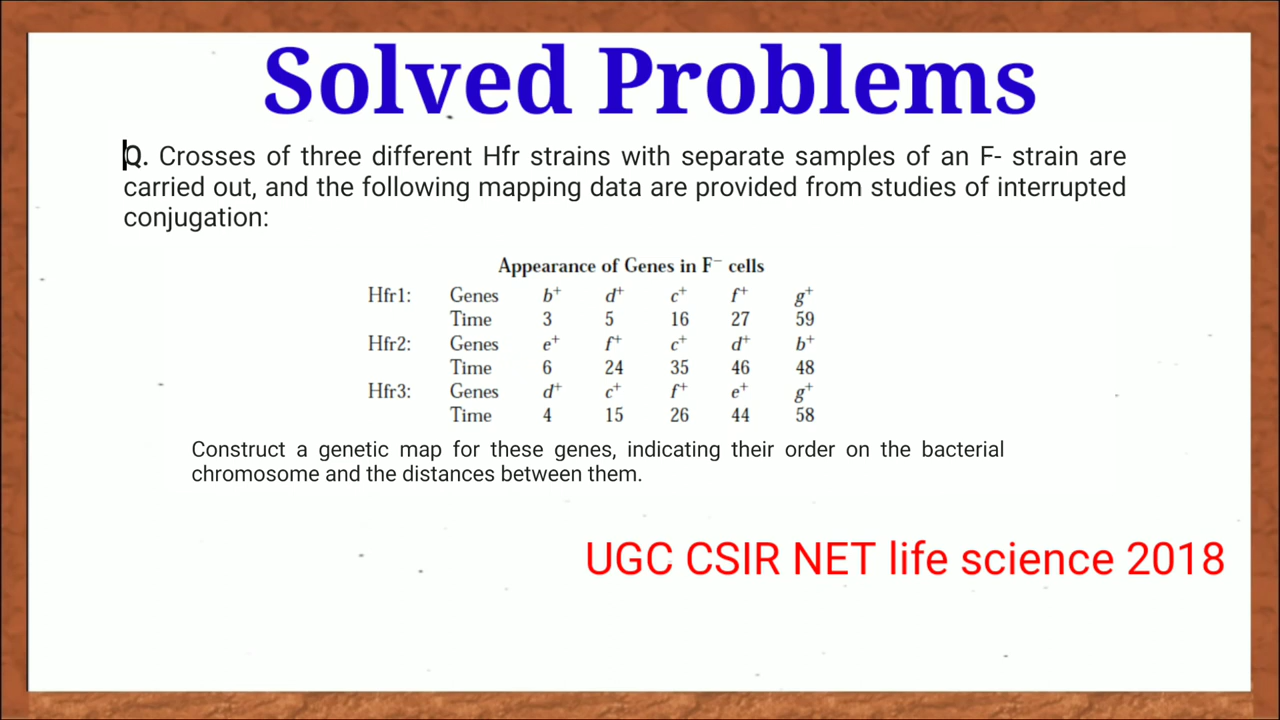 Solved Problems
Q. Crosses of three different Hfr strains with separate samples of an F- strain are
carried out, and the following mapping data are provided from studies of interrupted
conjugation:
Appearance of Genes in F⁻ cells
Hfr1: Genes b⁺ d⁺ c⁺ f⁺ g⁺
Time 3 5 16 27 59
Hfr2: Genes e⁺ f⁺ c⁺ d⁺ b⁺
Time 6 24 35 46 48
Hfr3: Genes d⁺ c⁺ f⁺ e⁺ g⁺
Time 4 15 26 44 58
Construct a genetic map for these genes, indicating their order on the bacterial
chromosome and the distances between them.
UGC CSIR NET life science 2018